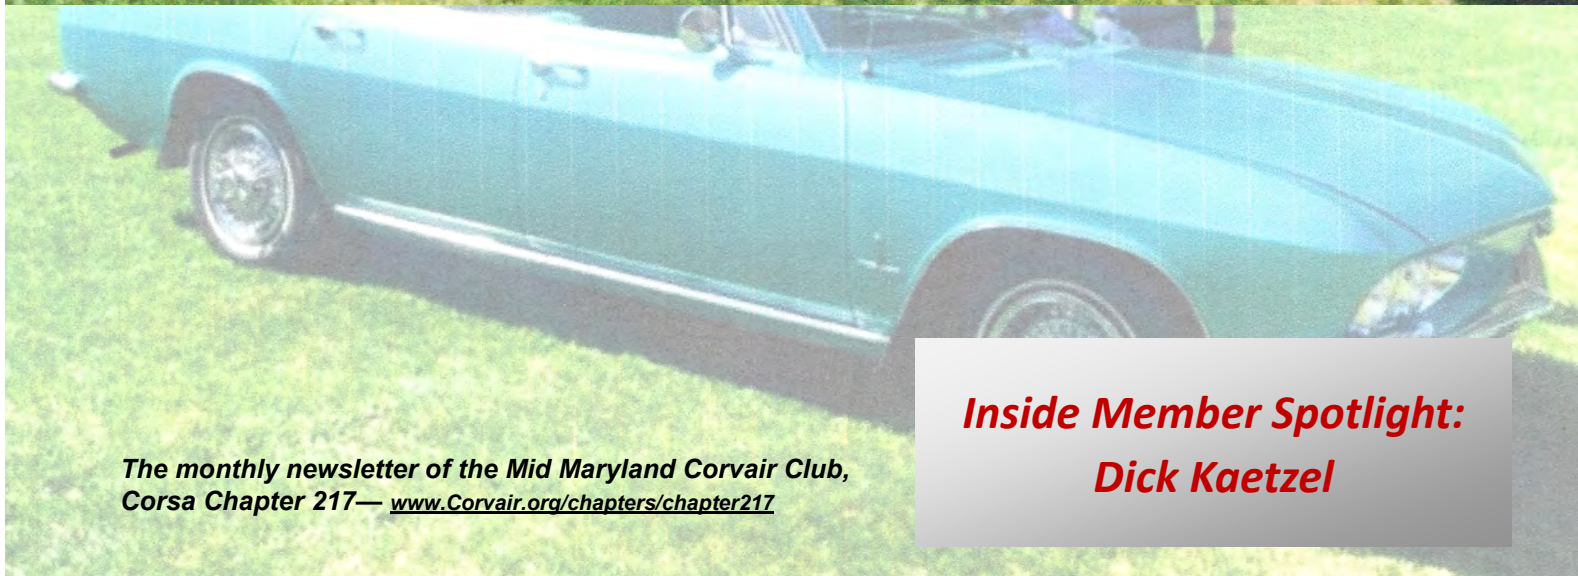 The monthly newsletter of the Mid Maryland Corvair Club,
Corsa Chapter 217— www.Corvair.org/chapters/chapter217
Inside Member Spotlight:
Dick Kaetzel